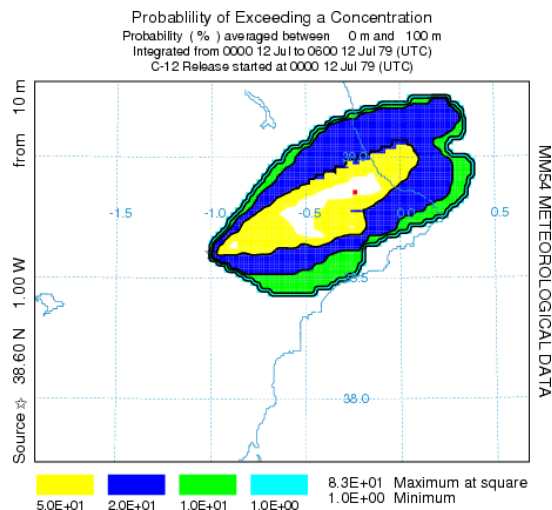 Probablility of Exceeding a Concentration
Probability ( % ) averaged between 0 m and 100 m
Integrated from 0000 12 Jul to 0600 12 Jul 79 (UTC)
C-12 Release started at 0000 12 Jul 79 (UTC)
Source ☆ 38.60 N 1.00 W from 10 m
MM54 METEOROLOGICAL DATA
39.0
-1.5 -1.0 -0.5 0.0 0.5
38.0
5.0E+01 2.0E+01 1.0E+01 1.0E+00
8.3E+01 Maximum at square
1.0E+00 Minimum